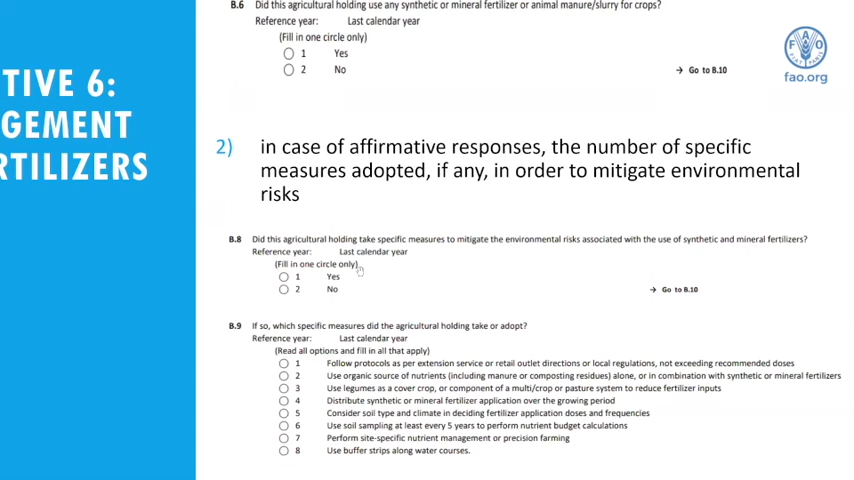 B.6 Did this agricultural holding use any synthetic or mineral fertilizer or animal manure/slurry for crops?
Reference year: Last calendar year
(Fill in one circle only)
1 Yes
2 No → Go to B.10
FAO
FIAT PANIS
fao.org
TIVE 6:
GEMENT
RTILIZERS
2) in case of affirmative responses, the number of specific
measures adopted, if any, in order to mitigate environmental
risks
B.8 Did this agricultural holding take specific measures to mitigate the environmental risks associated with the use of synthetic and mineral fertilizers?
Reference year: Last calendar year
(Fill in one circle only)
1 Yes
2 No → Go to B.10
B.9 If so, which specific measures did the agricultural holding take or adopt?
Reference year: Last calendar year
(Read all options and fill in all that apply)
1 Follow protocols as per extension service or retail outlet directions or local regulations, not exceeding recommended doses
2 Use organic source of nutrients (including manure or composting residues) alone, or in combination with synthetic or mineral fertilizers
3 Use legumes as a cover crop, or component of a multi/crop or pasture system to reduce fertilizer inputs
4 Distribute synthetic or mineral fertilizer application over the growing period
5 Consider soil type and climate in deciding fertilizer application doses and frequencies
6 Use soil sampling at least every 5 years to perform nutrient budget calculations
7 Perform site-specific nutrient management or precision farming
8 Use buffer strips along water courses.